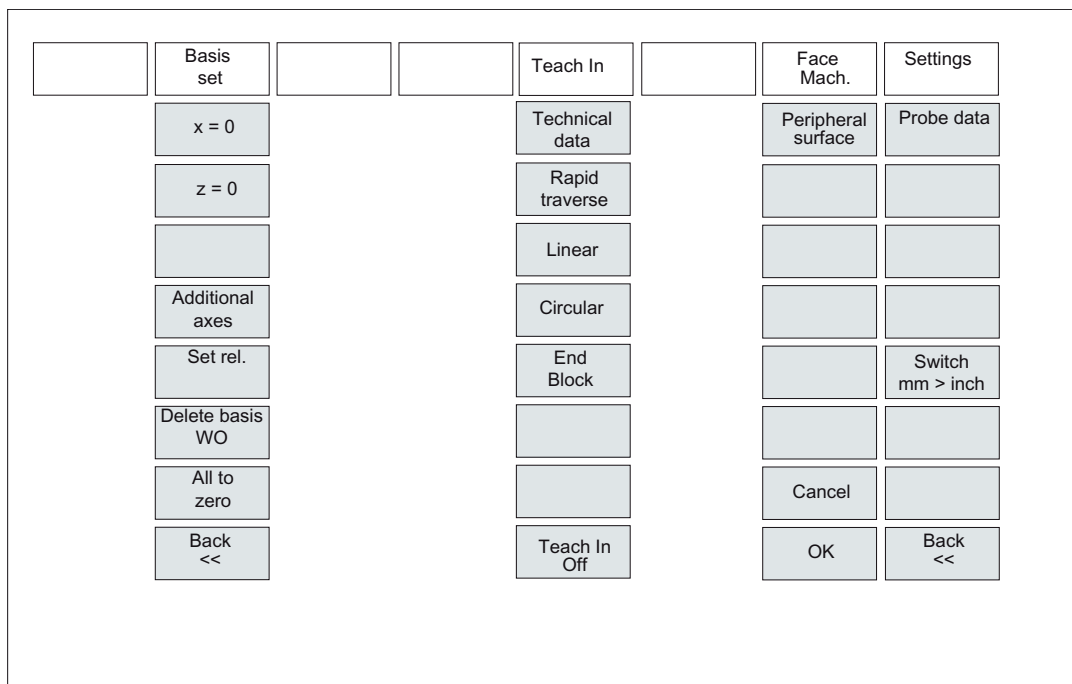 Basis
set
Teach In
Face
Mach.
Settings
x = 0
z = 0
Additional
axes
Set rel.
Delete basis
WO
All to
zero
Back
<<
Technical
data
Rapid
traverse
Linear
Circular
End
Block
Teach In
Off
Peripheral
surface
Cancel
OK
Probe data
Switch
mm > inch
Back
<<